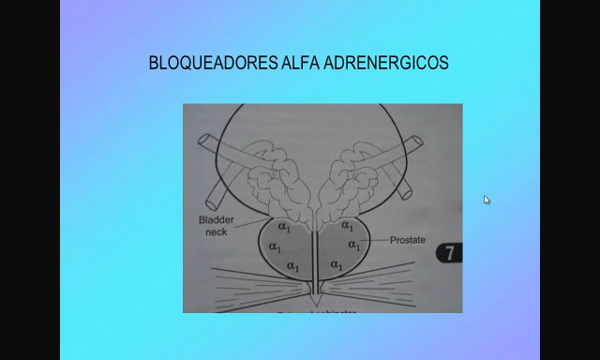 BLOQUEADORES ALFA ADRENERGICOS
α1 α1
Bladder
neck
α1 α1
Prostate
7
α1 α1